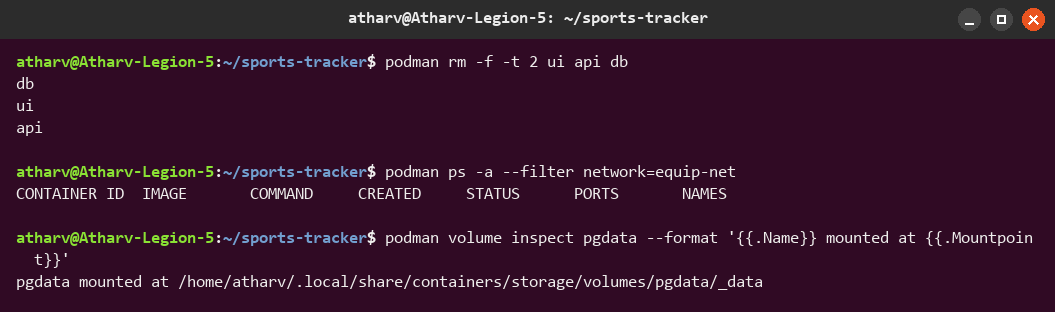 atharv@Atharv-Legion-5: ~/sports-tracker
atharv@Atharv-Legion-5:~/sports-tracker$ podman rm -f -t 2 ui api db
db
ui
api
atharv@Atharv-Legion-5:~/sports-tracker$ podman ps -a --filter network=equip-net
CONTAINER ID  IMAGE       COMMAND     CREATED     STATUS      PORTS       NAMES
atharv@Atharv-Legion-5:~/sports-tracker$ podman volume inspect pgdata --format '{{.Name}} mounted at {{.Mountpoin
t}}'
pgdata mounted at /home/atharv/.local/share/containers/storage/volumes/pgdata/_data